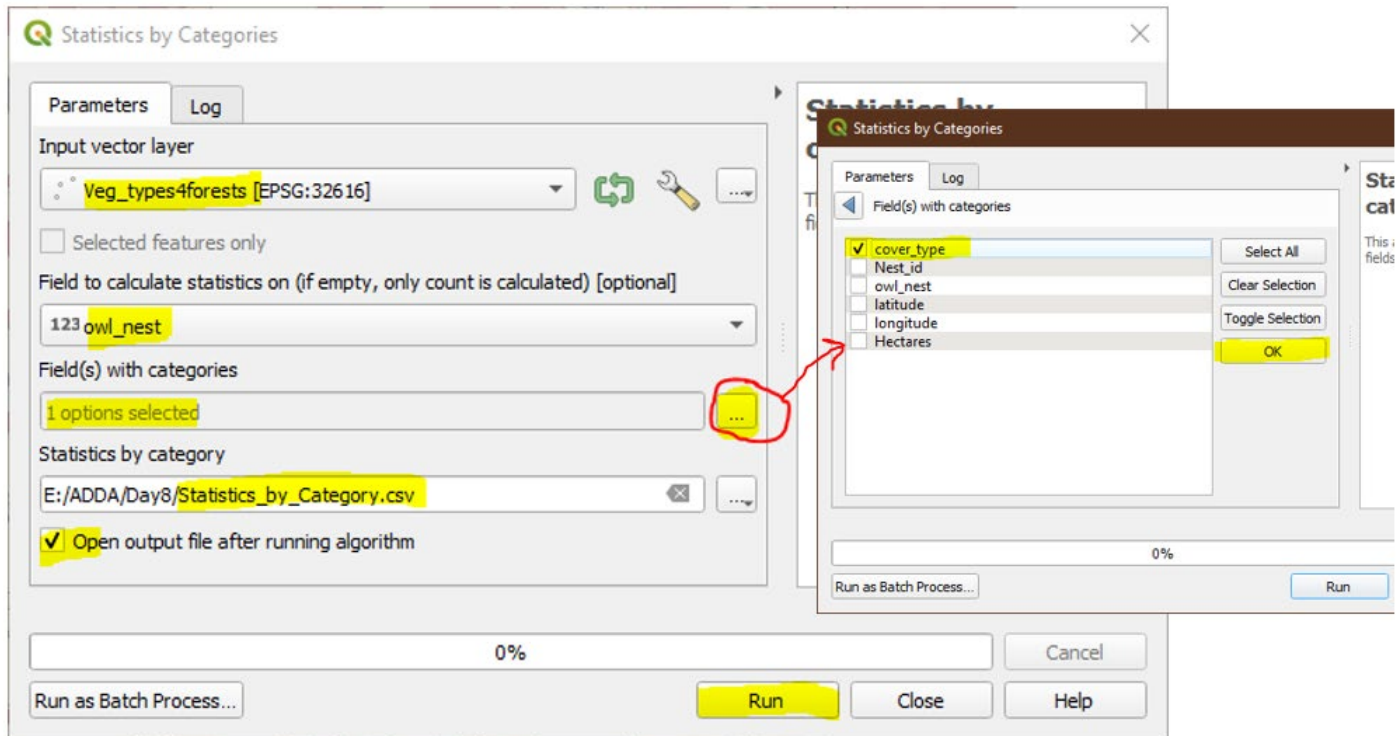 Statistics by Categories
Parameters
Log
Input vector layer
Veg_types4forests [EPSG:32616]
...
Selected features only
Field to calculate statistics on (if empty, only count is calculated) [optional]
123 owl_nest
Field(s) with categories
1 options selected
...
Statistics by category
E:/ADDA/Day8/Statistics_by_Category.csv
...
Open output file after running algorithm
0%
Cancel
Run as Batch Process...
Run
Close
Help
Statistics by
Statistics by Categories
Parameters
Log
Field(s) with categories
cover_type
Nest_id
owl_nest
latitude
longitude
Hectares
Select All
Clear Selection
Toggle Selection
OK
Sta
cat
This
fields
0%
Run as Batch Process...
Run